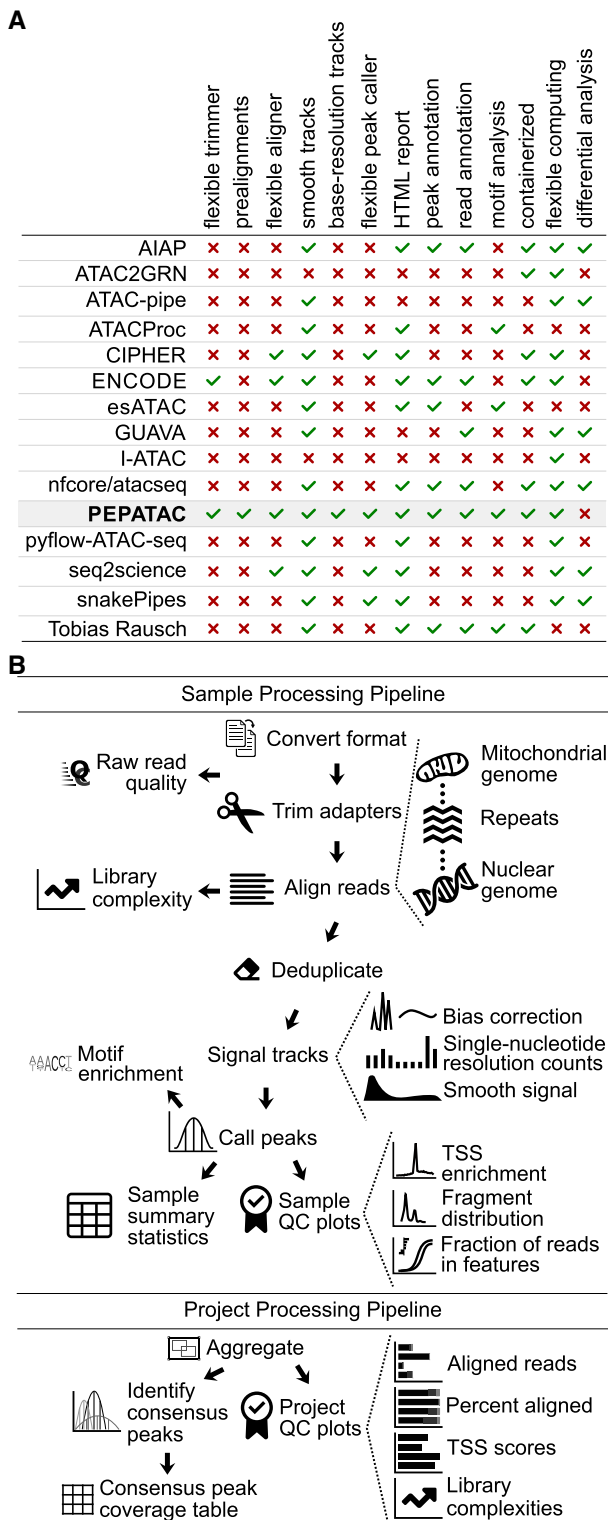 A
flexible trimmer
prealignments
flexible aligner
smooth tracks
base-resolution tracks
flexible peak caller
HTML report
peak annotation
read annotation
motif analysis
containerized
flexible computing
differential analysis
AIAP
ATAC2GRN
ATAC-pipe
ATACProc
CIPHER
ENCODE
esATAC
GUAVA
I-ATAC
nfcore/atacseq
PEPATAC
pyflow-ATAC-seq
seq2science
snakePipes
Tobias Rausch
B
Sample Processing Pipeline
Convert format
Raw read
quality
Trim adapters
Mitochondrial
genome
Repeats
Nuclear
genome
Library
complexity
Align reads
Deduplicate
Signal tracks
Bias correction
Single-nucleotide
resolution counts
Smooth signal
Motif
enrichment
Call peaks
Sample
summary
statistics
Sample
QC plots
TSS
enrichment
Fragment
distribution
Fraction of reads
in features
Project Processing Pipeline
Aggregate
Identify
consensus
peaks
Project
QC plots
Aligned reads
Percent aligned
TSS scores
Library
complexities
Consensus peak
coverage table